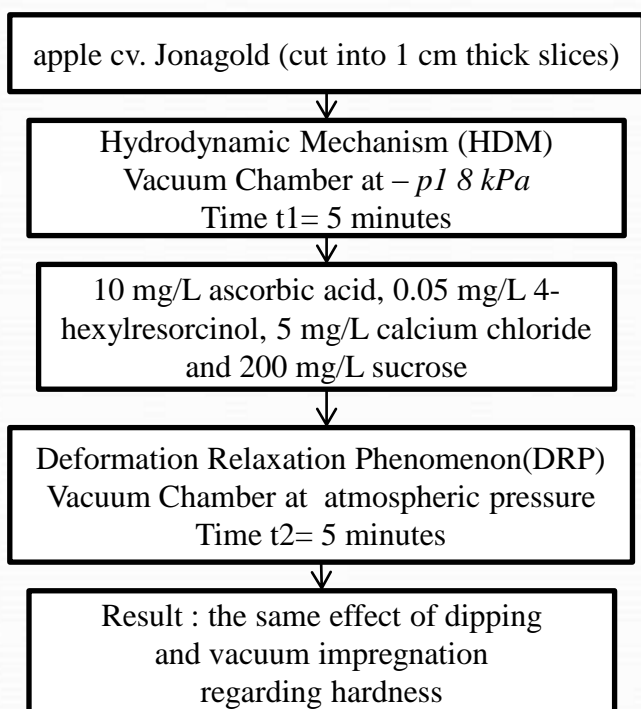 apple cv. Jonagold (cut into 1 cm thick slices)
Hydrodynamic Mechanism (HDM)
Vacuum Chamber at – p1 8 kPa
Time t1= 5 minutes
10 mg/L ascorbic acid, 0.05 mg/L 4-
hexylresorcinol, 5 mg/L calcium chloride
and 200 mg/L sucrose
Deformation Relaxation Phenomenon(DRP)
Vacuum Chamber at atmospheric pressure
Time t2= 5 minutes
Result : the same effect of dipping
and vacuum impregnation
regarding hardness